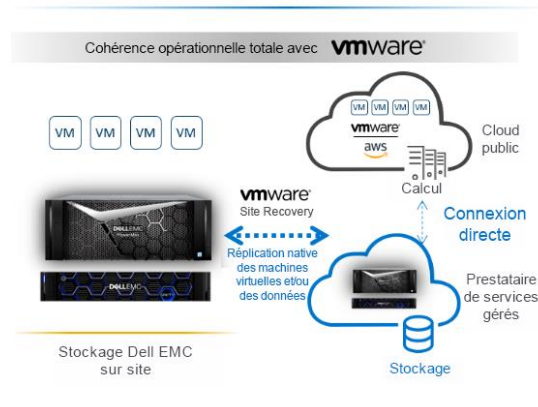 Cohérence opérationnelle totale avec vmware®
VM VM VM VM
VM VM VM VM
vmware®
aws
Cloud
public
Calcul
vmware®
Site Recovery
Connexion
directe
DELLEMC
Réplication native
des machines
virtuelles et/ou
des données
DELLEMC
Prestataire
de services
gérés
Stockage Dell EMC
sur site
Stockage